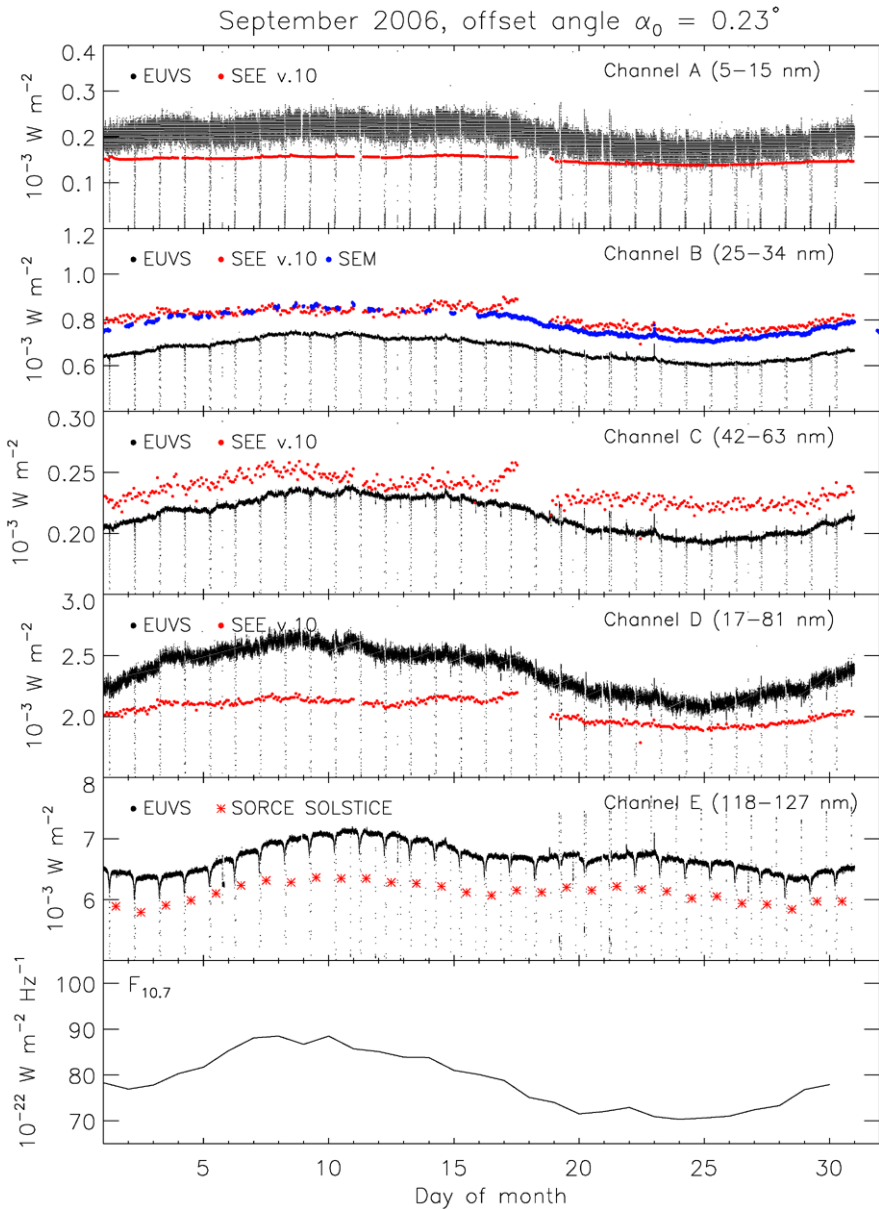 September 2006, offset angle α₀ = 0.23°
0.4
0.3
0.2
0.1
10⁻³ W m⁻²
EUVS SEE v.10
Channel A (5–15 nm)
1.2
1.0
0.8
0.6
10⁻³ W m⁻²
EUVS SEE v.10 SEM
Channel B (25–34 nm)
0.30
0.25
0.20
10⁻³ W m⁻²
EUVS SEE v.10
Channel C (42–63 nm)
3.0
2.5
2.0
10⁻³ W m⁻²
EUVS SEE v.10
Channel D (17–81 nm)
8
7
6
10⁻³ W m⁻²
EUVS SORCE SOLSTICE
Channel E (118–127 nm)
100
90
80
70
10⁻²² W m⁻² Hz⁻¹
F₁₀.₇
5 10 15 20 25 30
Day of month